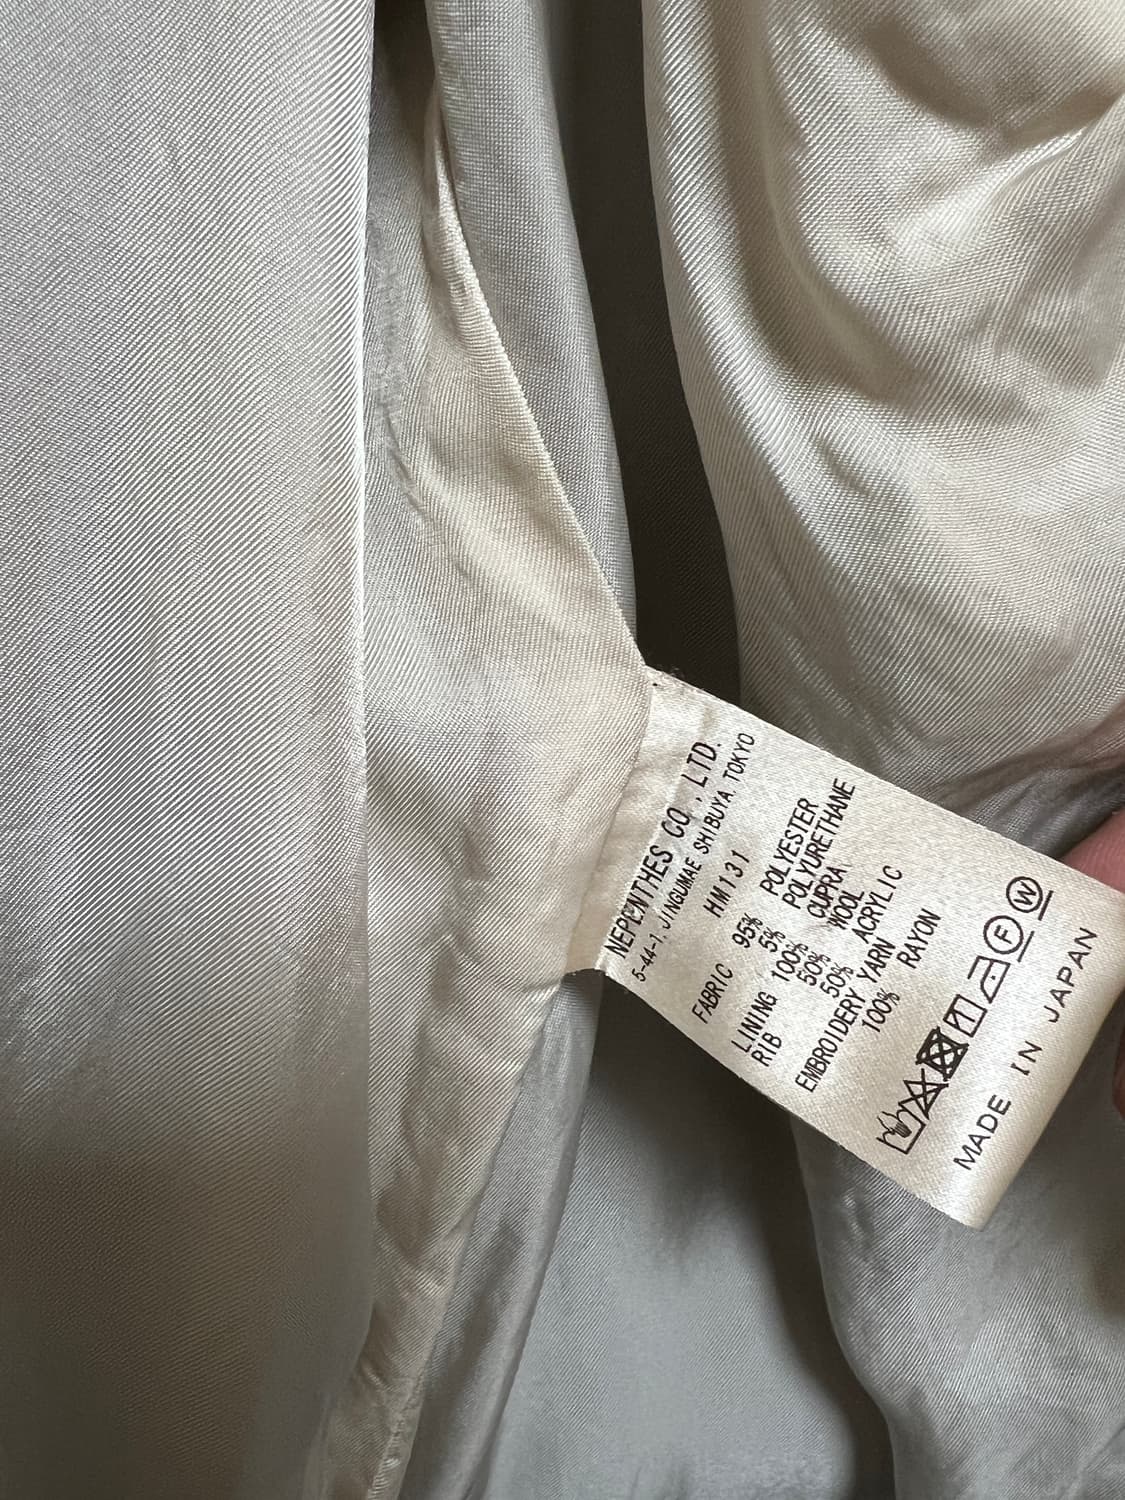 NEPENTHES CO.,LTD.
5-44-1, JINGUMAE SHIBUYA TOKYO
HM131
FABRIC 95% POLYESTER
5% POLYURETHANE
LINING 100% CUPRA
RIB 50% WOOL
50% ACRYLIC
EMBROIDERY YARN
100% RAYON
1 F W
MADE IN JAPAN